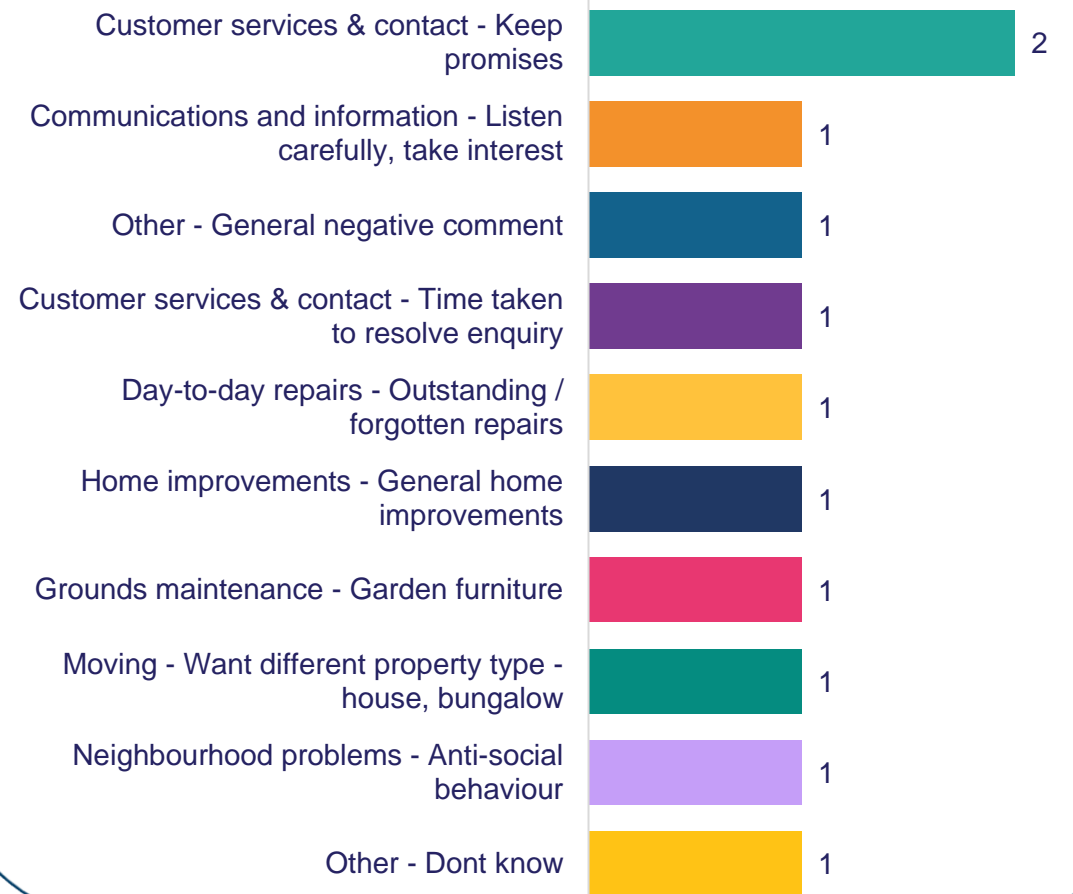 Customer services & contact - Keep
promises
2
Communications and information - Listen
carefully, take interest
1
Other - General negative comment
1
Customer services & contact - Time taken
to resolve enquiry
1
Day-to-day repairs - Outstanding /
forgotten repairs
1
Home improvements - General home
improvements
1
Grounds maintenance - Garden furniture
1
Moving - Want different property type -
house, bungalow
1
Neighbourhood problems - Anti-social
behaviour
1
Other - Dont know
1